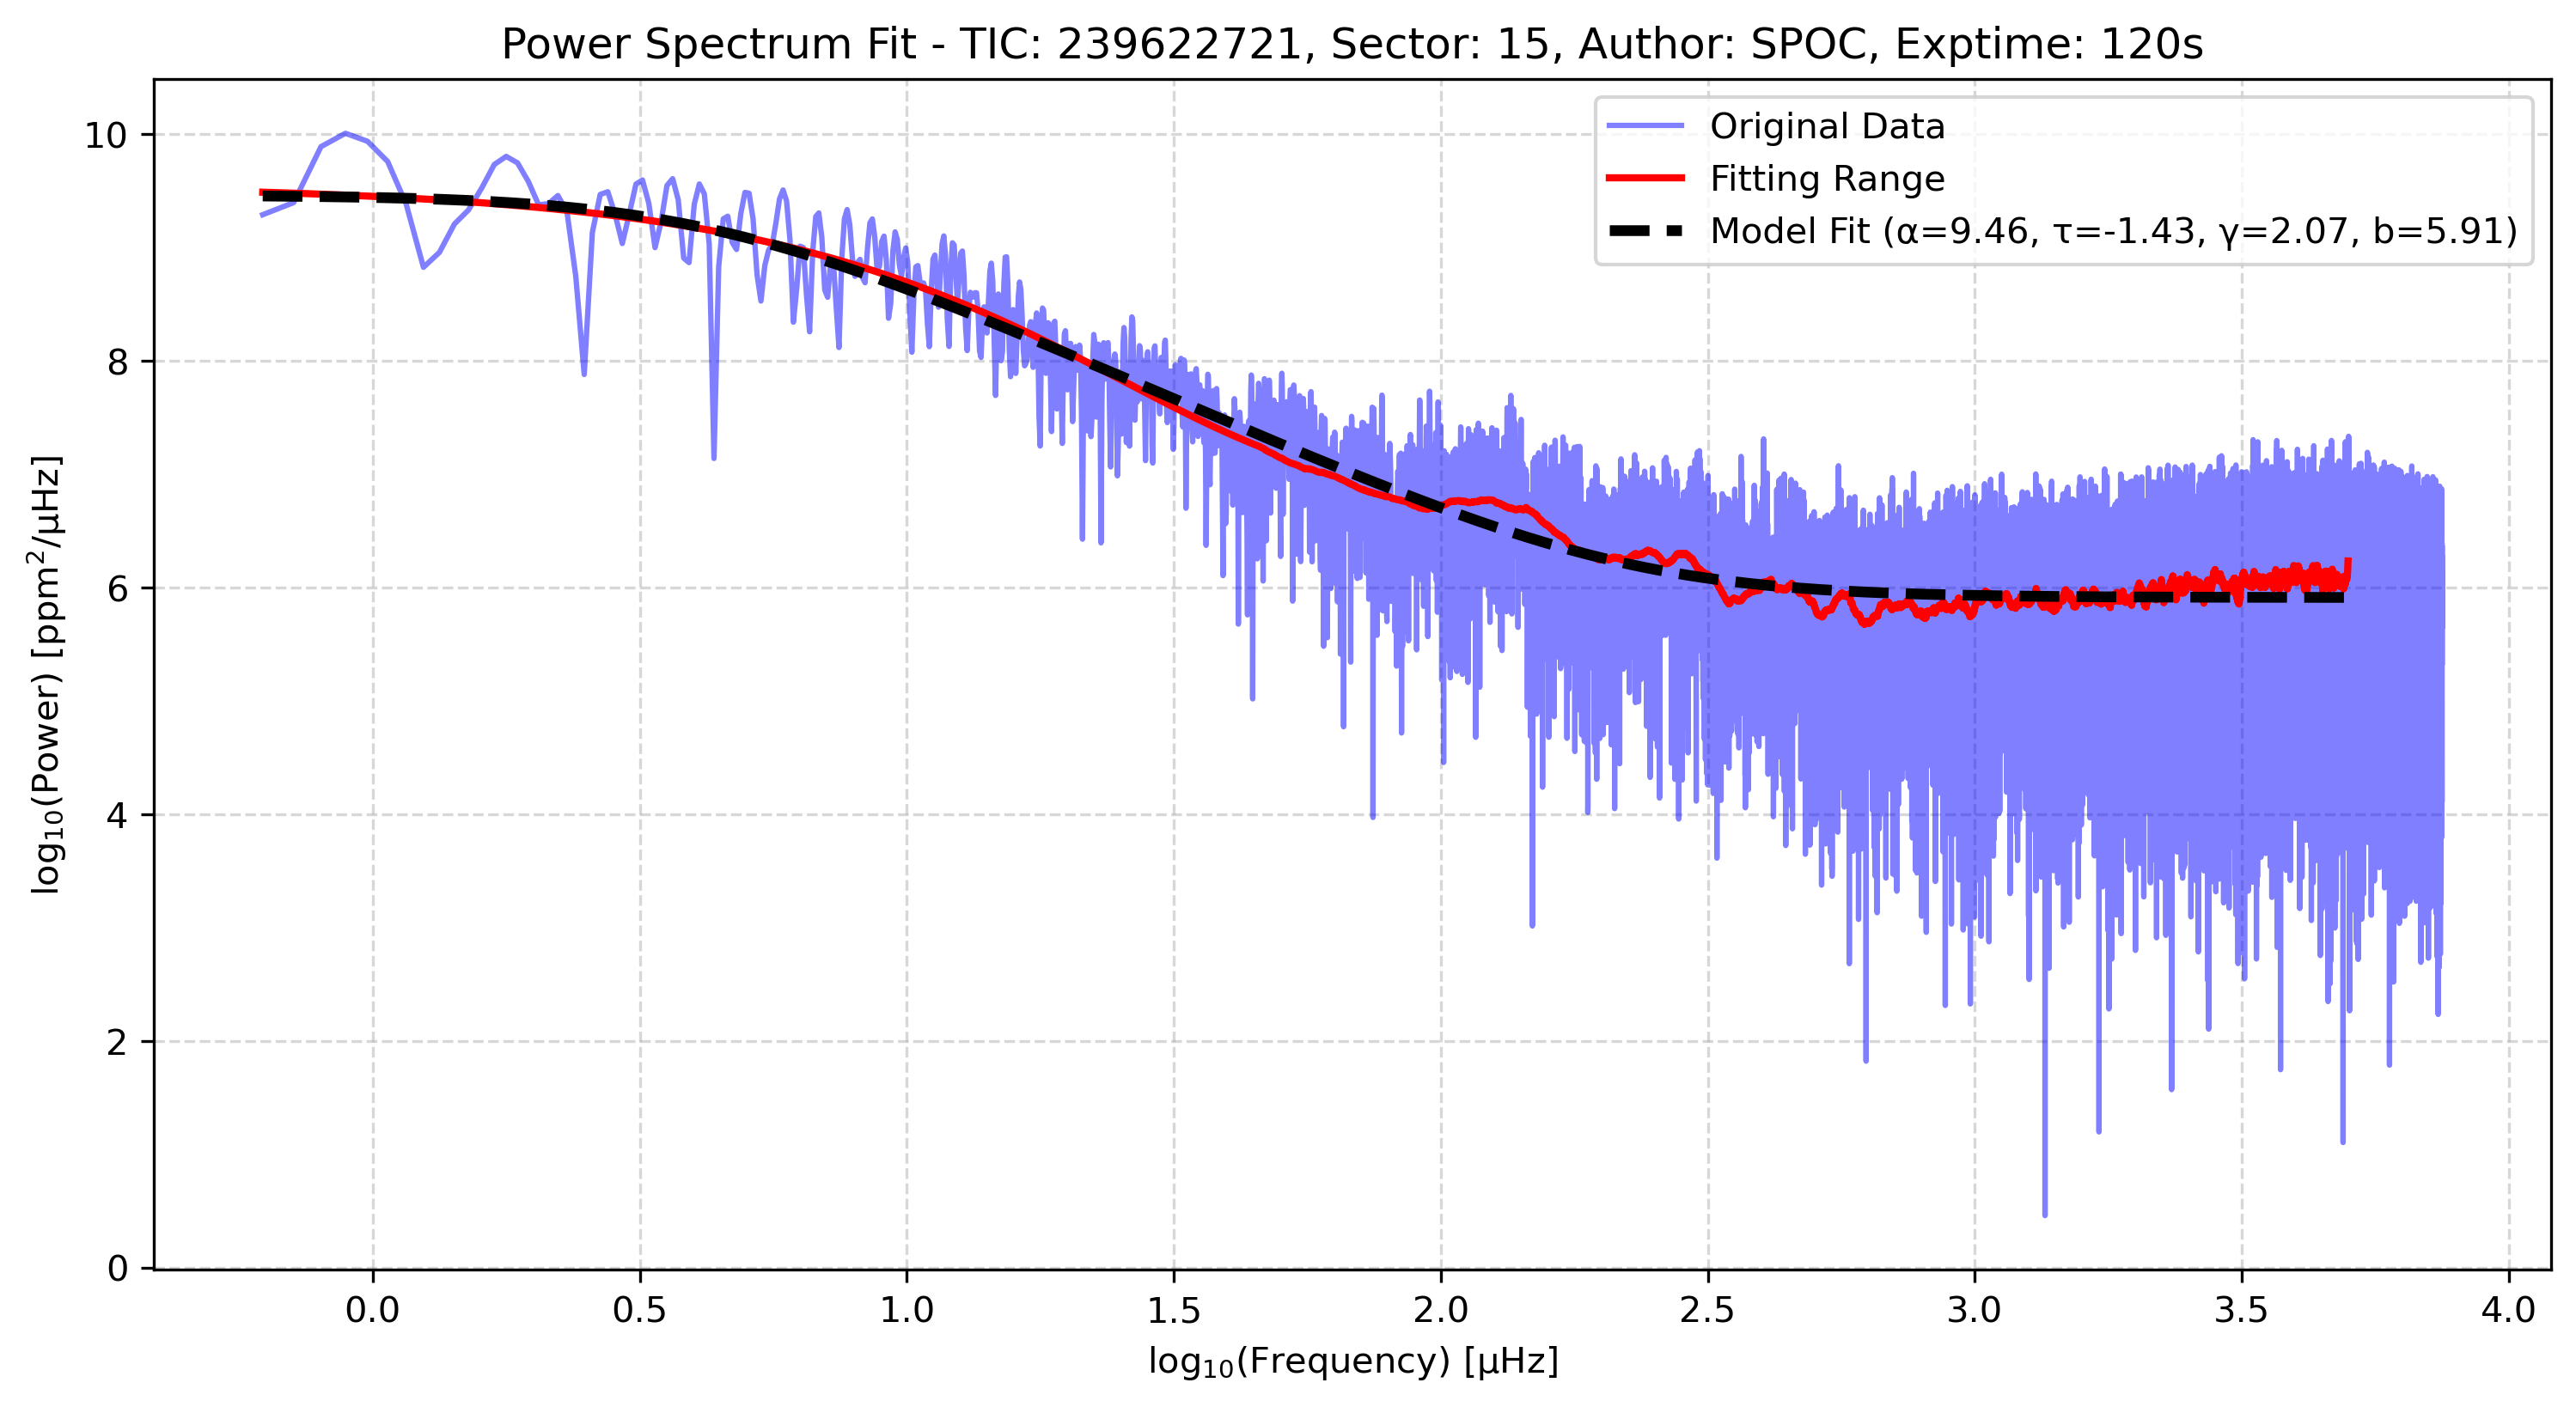 Power Spectrum Fit - TIC: 239622721, Sector: 15, Author: SPOC, Exptime: 120s
Original Data
Fitting Range
Model Fit (α=9.46, τ=-1.43, γ=2.07, b=5.91)
log₁₀(Power) [ppm²/μHz]
10
8
6
4
2
0
0.0 0.5 1.0 1.5 2.0 2.5 3.0 3.5 4.0
log₁₀(Frequency) [μHz]